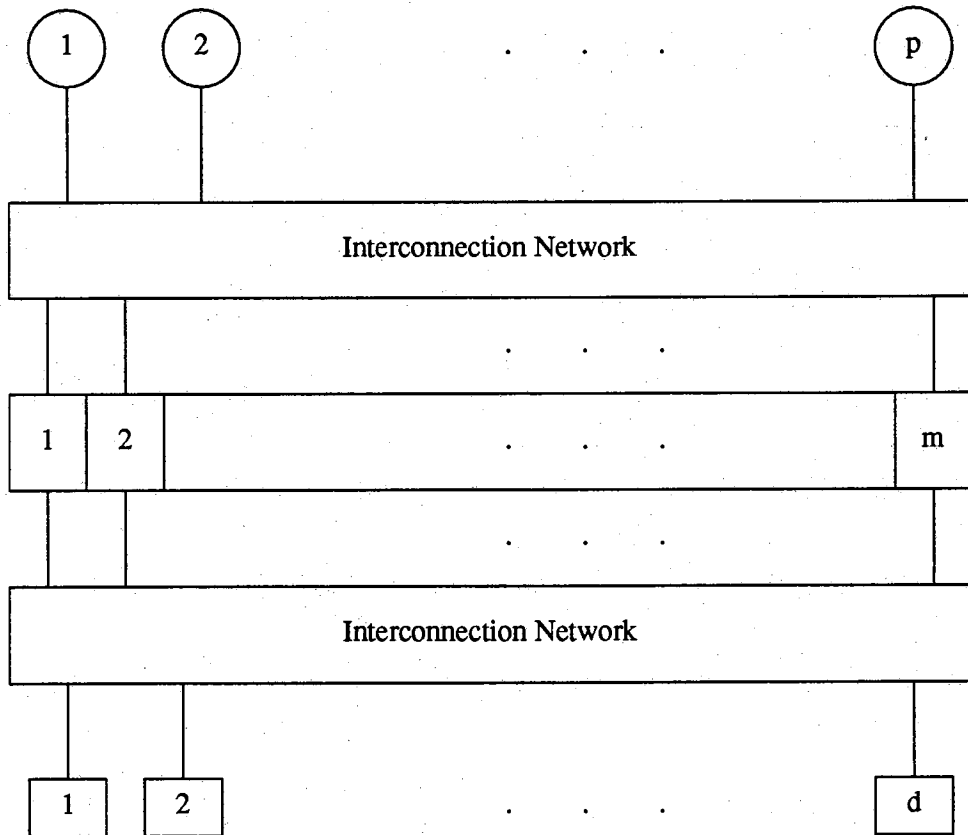 1 2 . . . p
Interconnection Network
. . .
1 2 . . . m
. . .
Interconnection Network
1 2 . . . d